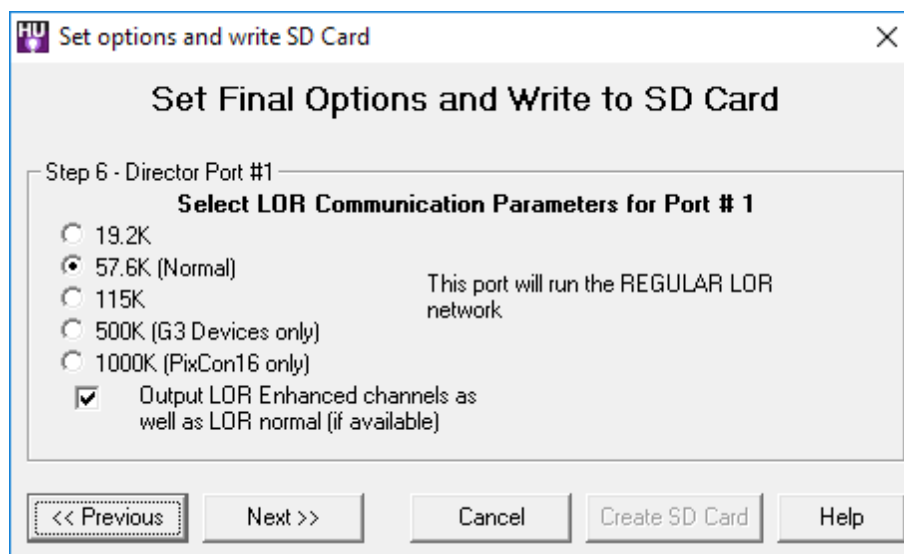 HU
Set options and write SD Card
Set Final Options and Write to SD Card
Step 6 - Director Port #1
Select LOR Communication Parameters for Port # 1
19.2K
57.6K (Normal)
115K
500K (G3 Devices only)
1000K (PixCon16 only)
This port will run the REGULAR LOR
network
Output LOR Enhanced channels as
well as LOR normal (if available)
<< Previous
Next >>
Cancel
Create SD Card
Help